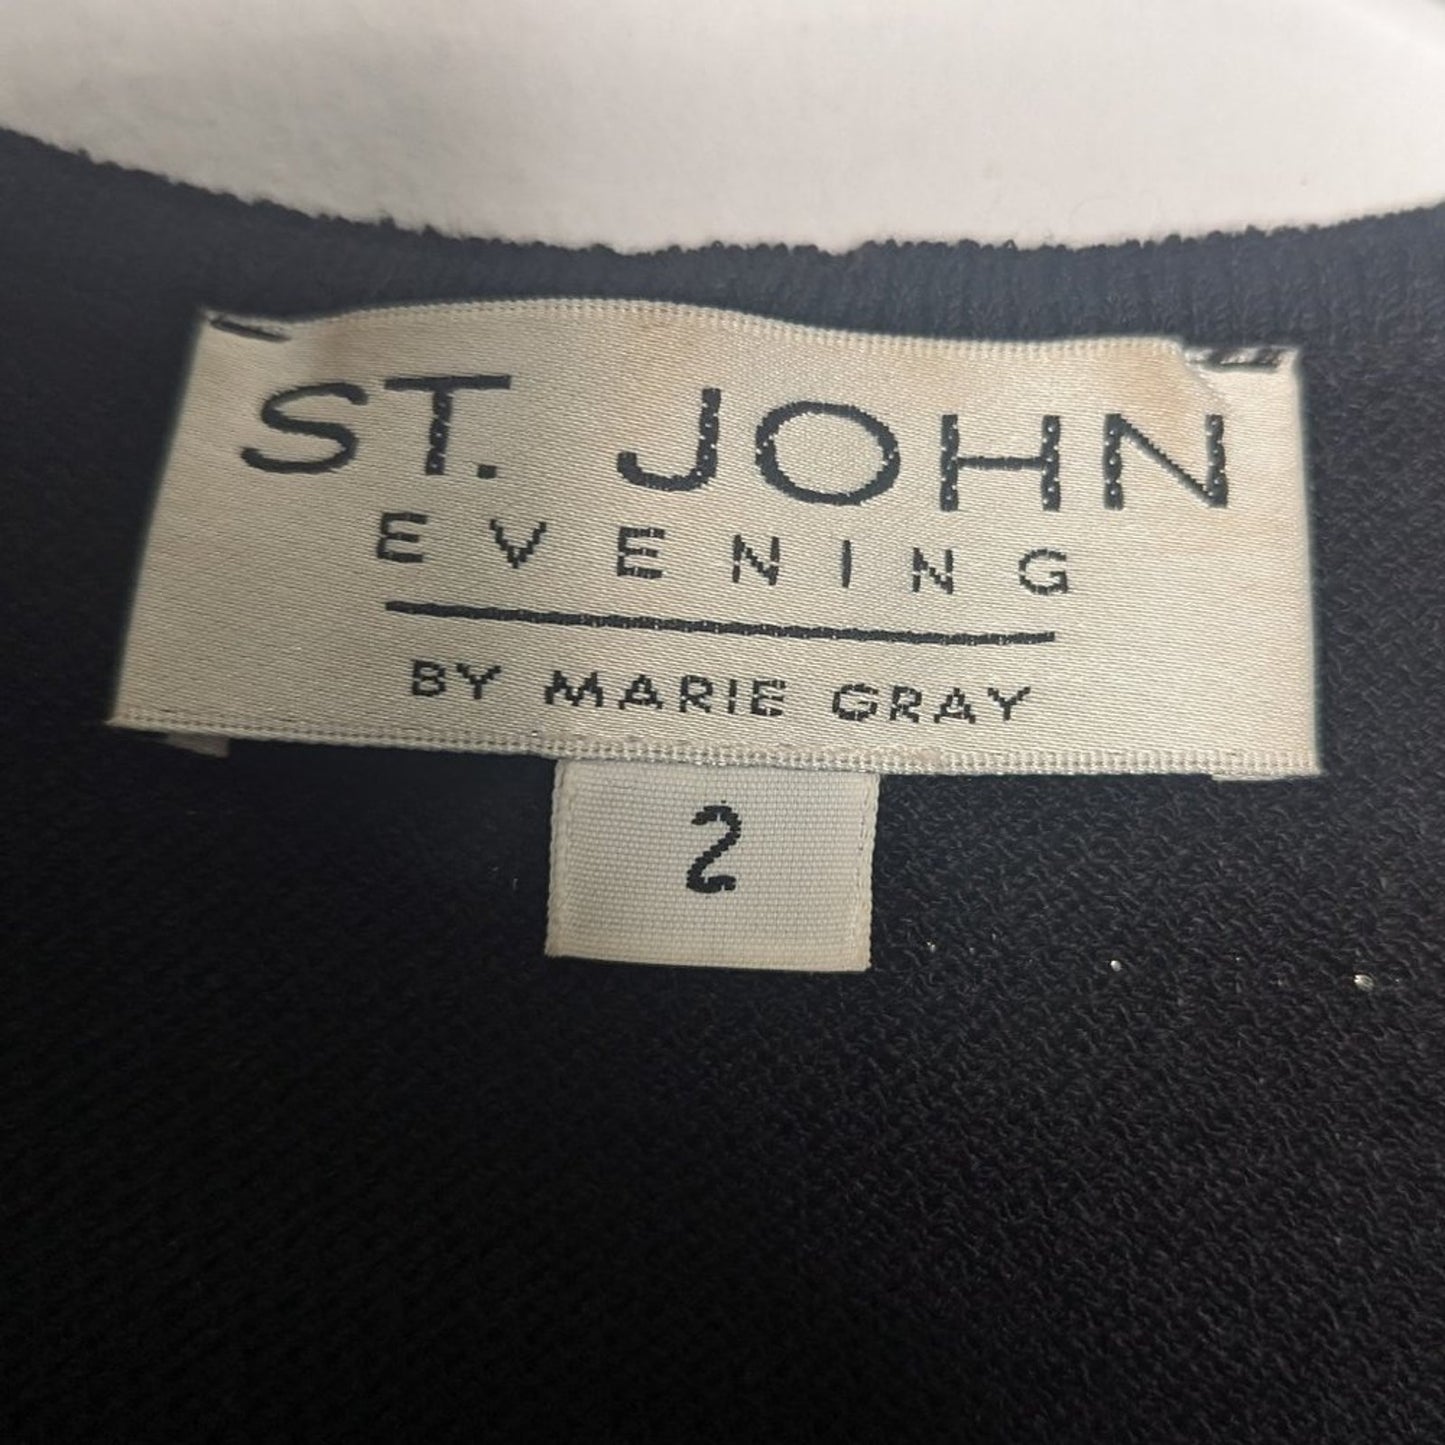 ST. JOHN
EVENING
BY MARIE GRAY
2